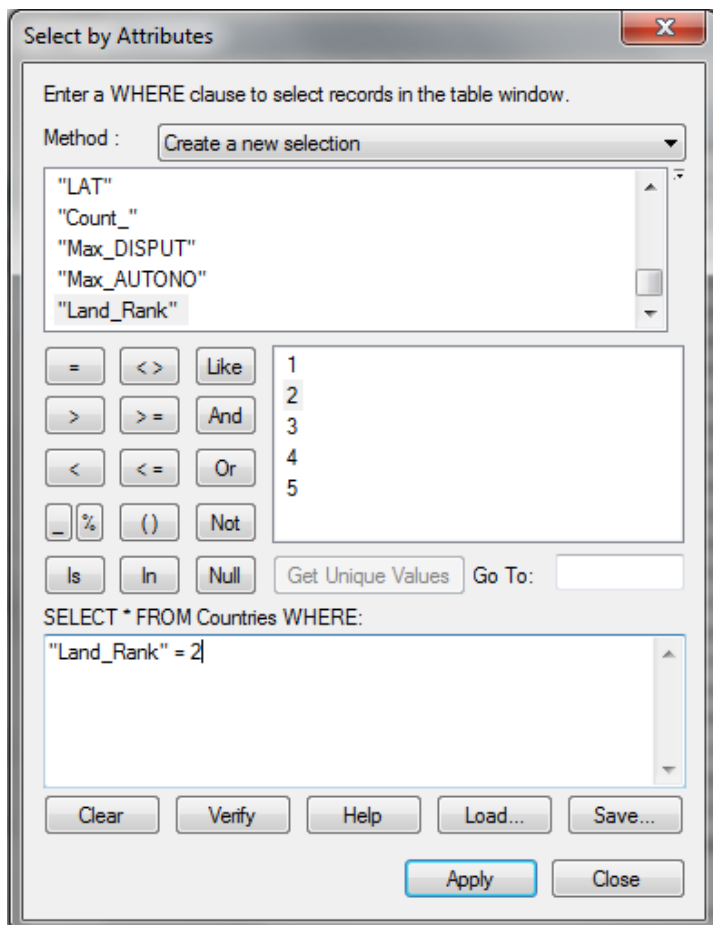 Select by Attributes
Enter a WHERE clause to select records in the table window.
Method : Create a new selection
"LAT"
"Count_"
"Max_DISPUT"
"Max_AUTONO"
"Land_Rank"
= < > Like
> > = And
< < = Or
_ % ( ) Not
Is In Null
1
2
3
4
5
Get Unique Values Go To:
SELECT * FROM Countries WHERE:
"Land_Rank" = 2
Clear Verify Help Load... Save...
Apply Close